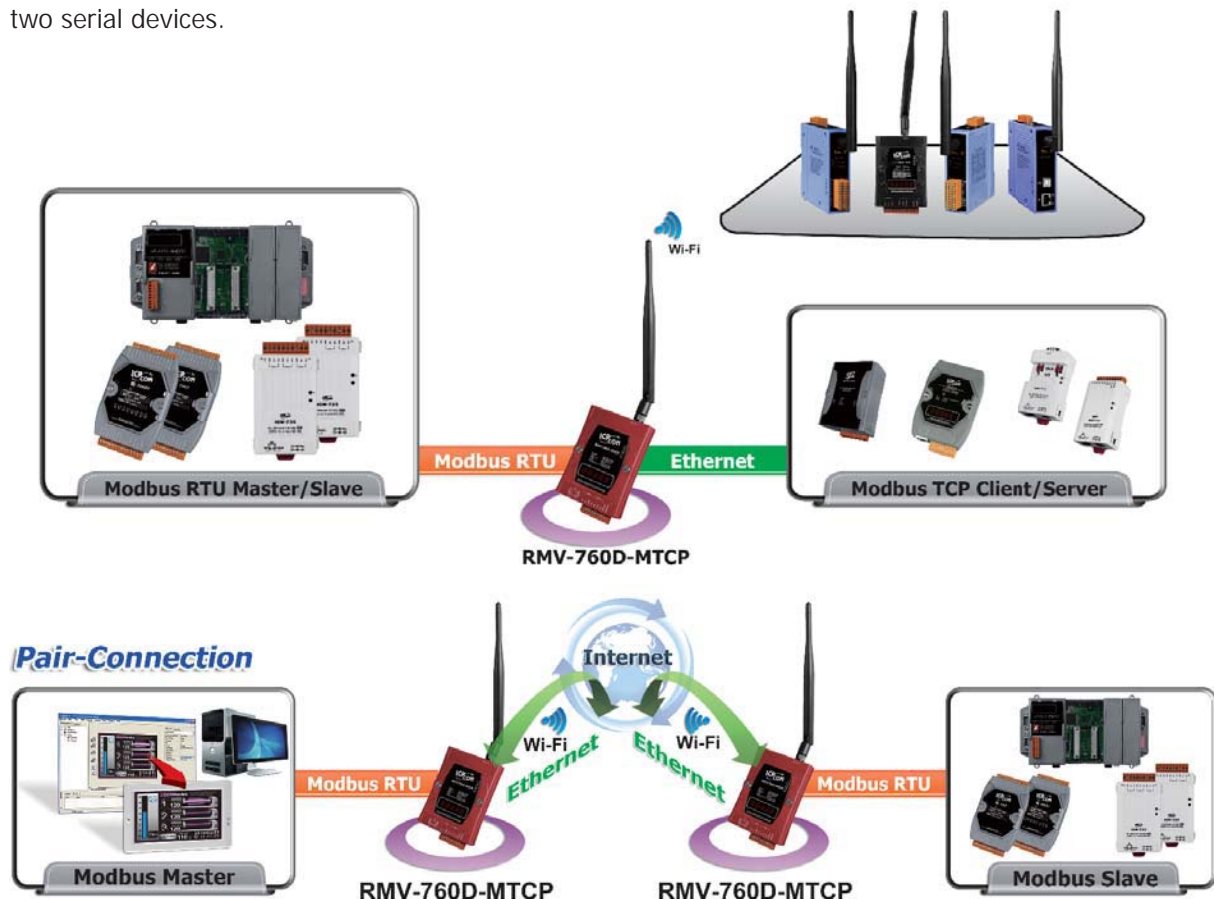 two serial devices.
Wi-Fi
Modbus RTU
Ethernet
Modbus RTU Master/Slave
Modbus TCP Client/Server
RMV-760D-MTCP
Pair-Connection
Internet
Wi-Fi
Wi-Fi
Ethernet
Ethernet
Modbus RTU
Modbus RTU
Modbus Master
RMV-760D-MTCP
RMV-760D-MTCP
Modbus Slave